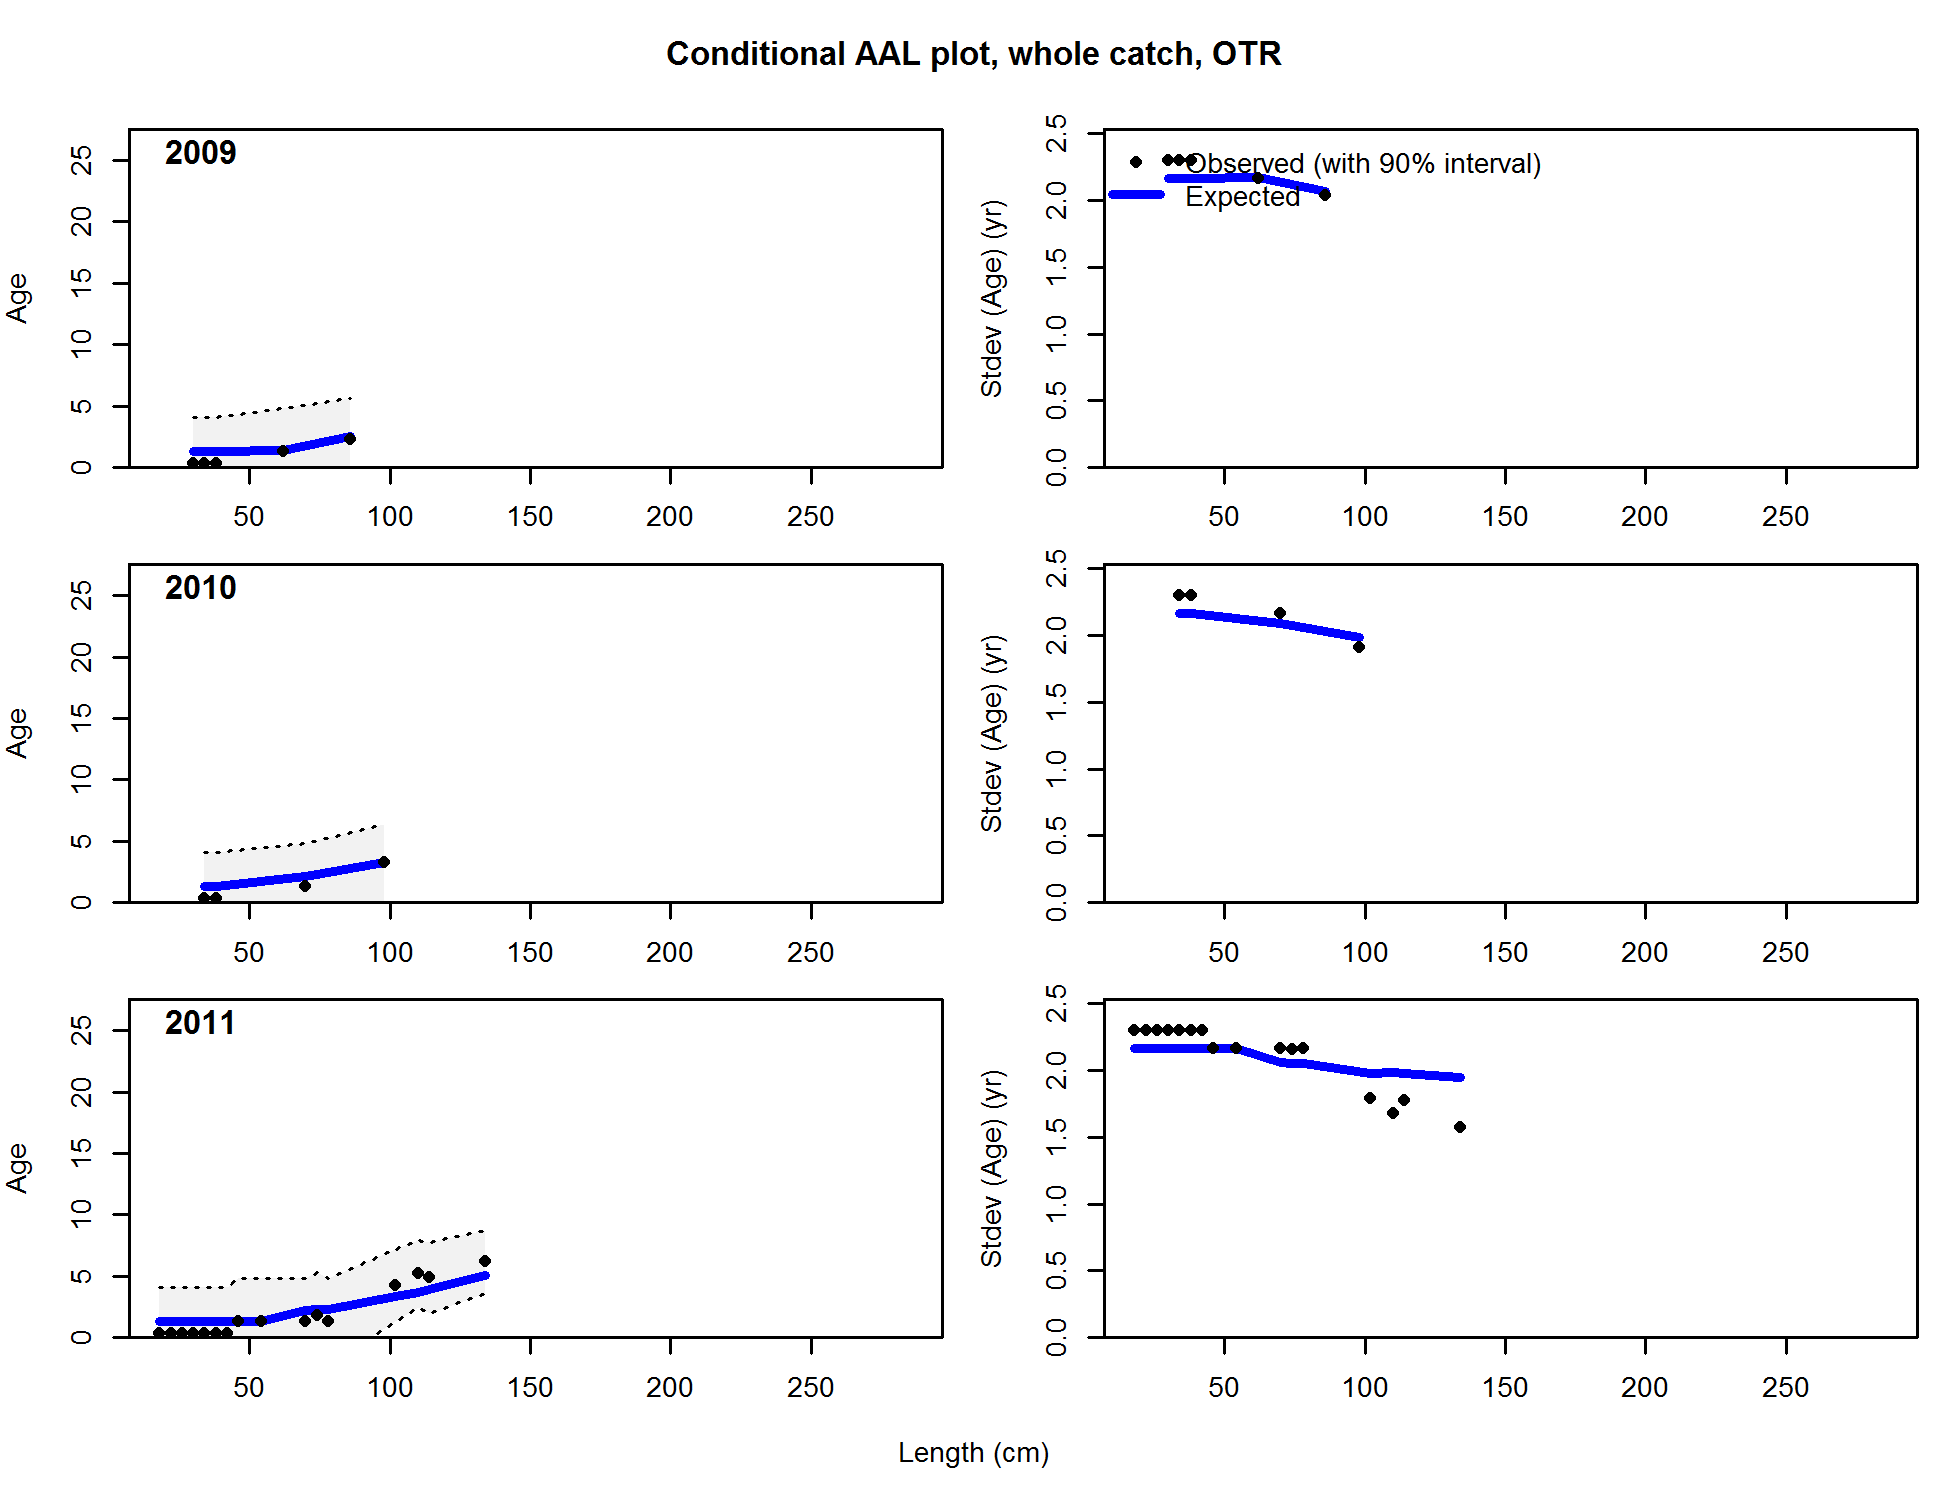 Conditional AAL plot, whole catch, OTR
2009
Age
0 5 10 15 20 25
50 100 150 200 250
Observed (with 90% interval)
Expected
Stdev (Age) (yr)
0.0 0.5 1.0 1.5 2.0 2.5
50 100 150 200 250
2010
Age
0 5 10 15 20 25
50 100 150 200 250
Stdev (Age) (yr)
0.0 0.5 1.0 1.5 2.0 2.5
50 100 150 200 250
2011
Age
0 5 10 15 20 25
50 100 150 200 250
Stdev (Age) (yr)
0.0 0.5 1.0 1.5 2.0 2.5
50 100 150 200 250
Length (cm)